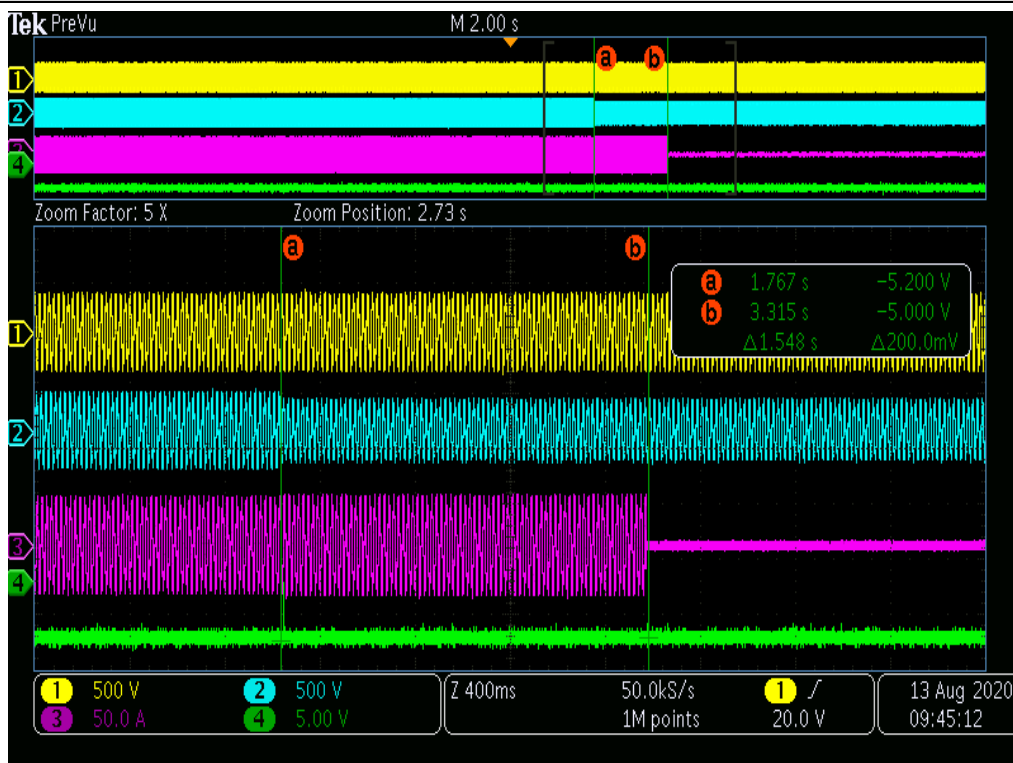 Tek PreVu M 2.00 s
a b
1
2
3
4
Zoom Factor: 5 X Zoom Position: 2.73 s
a b
a 1.767 s −5.200 V
b 3.315 s −5.000 V
△1.548 s △200.0mV
1
2
3
4
1 500 V 2 500 V Z 400ms 50.0kS/s 1 13 Aug 2020
3 50.0 A 4 5.00 V 1M points 20.0 V 09:45:12